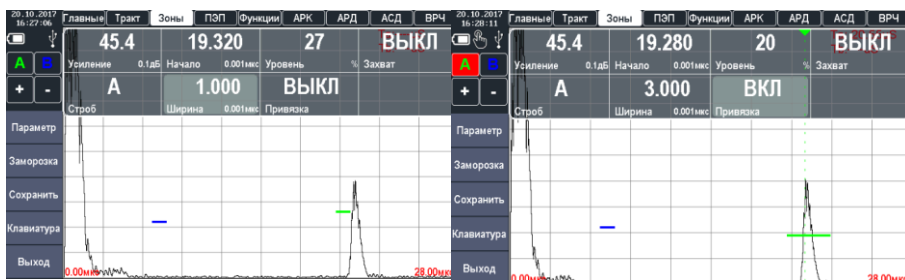 20.10.2017
16:27:06
Главные Тракт Зоны ПЭП Функции АРК АРД АСД ВРЧ
45.4 19.320 27 ВЫКЛ
Усиление 0.1дБ Начало 0.001мкс Уровень % Захват
A B
+ -
A 1.000 ВЫКЛ
Строб Ширина 0.001мкс Привязка
Параметр
Заморозка
Сохранить
Клавиатура
Выход
0.00мкс 28.00мкс
20.10.2017
16:28:11
Главные Тракт Зоны ПЭП Функции АРК АРД АСД ВРЧ
45.4 19.280 20 ВЫКЛ
Усиление 0.1дБ Начало 0.001мкс Уровень % Захват
A B
+ -
A 3.000 ВКЛ
Строб Ширина 0.001мкс Привязка
Параметр
Заморозка
Сохранить
Клавиатура
Выход
0.00мкс 28.00мкс